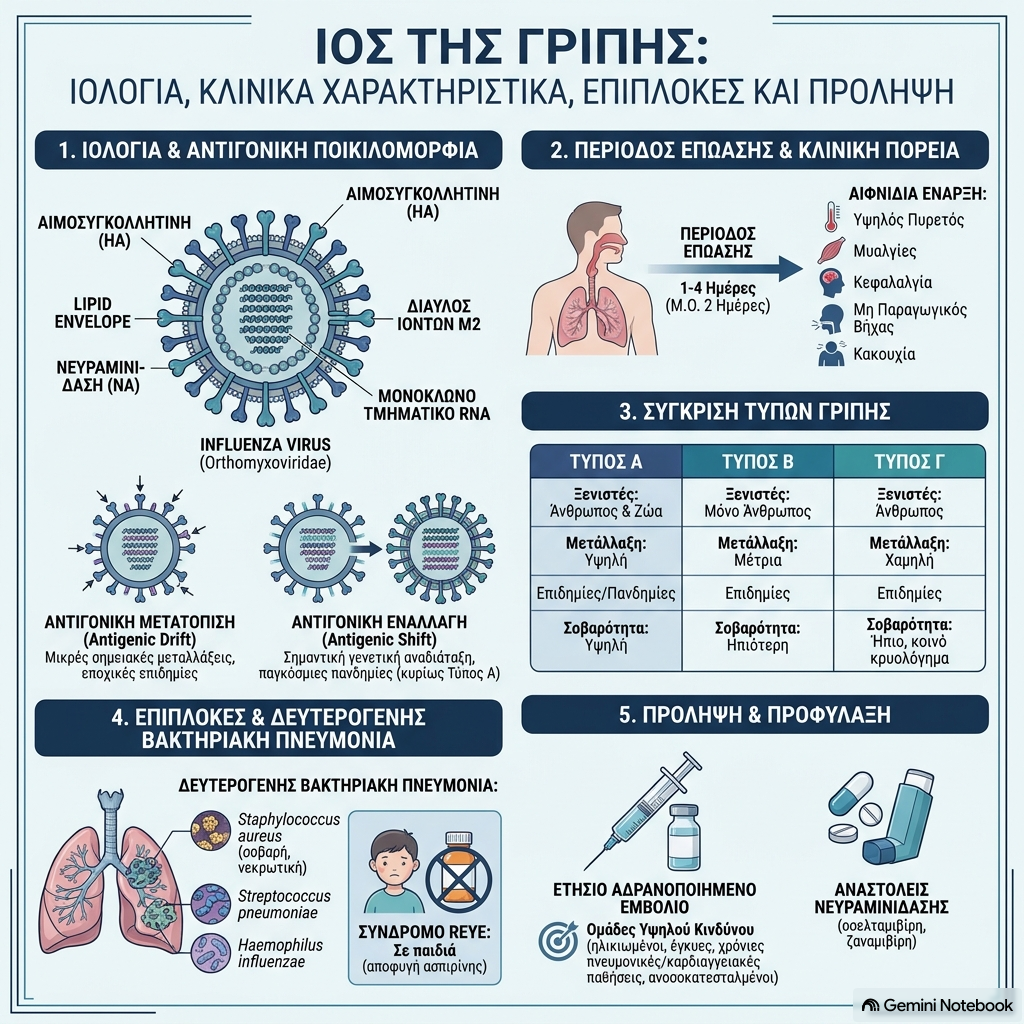 ΙΟΣ ΤΗΣ ΓΡΙΠΗΣ:
ΙΟΛΟΓΙΑ, ΚΛΙΝΙΚΑ ΧΑΡΑΚΤΗΡΙΣΤΙΚΑ, ΕΠΙΠΛΟΚΕΣ ΚΑΙ ΠΡΟΛΗΨΗ
1. ΙΟΛΟΓΙΑ & ΑΝΤΙΓΟΝΙΚΗ ΠΟΙΚΙΛΟΜΟΡΦΙΑ
ΑΙΜΟΣΥΓΚΟΛΛΗΤΙΝΗ
(HA)
ΑΙΜΟΣΥΓΚΟΛΛΗΤΙΝΗ
(HA)
LIPID
ENVELOPE
ΔΙΑΥΛΟΣ
ΙΟΝΤΩΝ M2
ΝΕΥΡΑΜΙΝΙ-
ΔΑΣΗ (NA)
ΜΟΝΟΚΛΩΝΟ
ΤΜΗΜΑΤΙΚΟ RNA
INFLUENZA VIRUS
(Orthomyxoviridae)
ΑΝΤΙΓΟΝΙΚΗ ΜΕΤΑΤΟΠΙΣΗ
(Antigenic Drift)
Μικρές σημειακές μεταλλάξεις,
εποχικές επιδημίες
ΑΝΤΙΓΟΝΙΚΗ ΕΝΑΛΛΑΓΗ
(Antigenic Shift)
Σημαντική γενετική αναδιάταξη,
παγκόσμιες πανδημίες (κυρίως Τύπος Α)
2. ΠΕΡΙΟΔΟΣ ΕΠΩΑΣΗΣ & ΚΛΙΝΙΚΗ ΠΟΡΕΙΑ
ΠΕΡΙΟΔΟΣ
ΕΠΩΑΣΗΣ
1-4 Ημέρες
(Μ.Ο. 2 Ημέρες)
ΑΙΦΝΙΔΙΑ ΕΝΑΡΞΗ:
Υψηλός Πυρετός
Μυαλγίες
Κεφαλαλγία
Μη Παραγωγικός
Βήχας
Κακουχία
3. ΣΥΓΚΡΙΣΗ ΤΥΠΩΝ ΓΡΙΠΗΣ
ΤΥΠΟΣ Α ΤΥΠΟΣ Β ΤΥΠΟΣ Γ
Ξενιστές: Ξενιστές: Ξενιστές:
Άνθρωπος & Ζώα Μόνο Άνθρωπος Άνθρωπος
Μετάλλαξη: Μετάλλαξη: Μετάλλαξη:
Υψηλή Μέτρια Χαμηλή
Επιδημίες/Πανδημίες Επιδημίες Επιδημίες
Σοβαρότητα: Σοβαρότητα: Σοβαρότητα:
Υψηλή Ηπιότερη Ήπιο, κοινό
κρυολόγημα
4. ΕΠΙΠΛΟΚΕΣ & ΔΕΥΤΕΡΟΓΕΝΗΣ
ΒΑΚΤΗΡΙΑΚΗ ΠΝΕΥΜΟΝΙΑ
ΔΕΥΤΕΡΟΓΕΝΗΣ ΒΑΚΤΗΡΙΑΚΗ ΠΝΕΥΜΟΝΙΑ:
Staphylococcus
aureus
(σοβαρή,
νεκρωτική)
Streptococcus
pneumoniae
Haemophilus
influenzae
ΣΥΝΔΡΟΜΟ REYE:
Σε παιδιά
(αποφυγή ασπιρίνης)
5. ΠΡΟΛΗΨΗ & ΠΡΟΦΥΛΑΞΗ
ΕΤΗΣΙΟ ΑΔΡΑΝΟΠΟΙΗΜΕΝΟ
ΕΜΒΟΛΙΟ
Ομάδες Υψηλού Κινδύνου
(ηλικιωμένοι, έγκυες, χρόνιες
πνευμονικές/καρδιαγγειακές
παθήσεις, ανοσοκατεσταλμένοι)
ΑΝΑΣΤΟΛΕΙΣ
ΝΕΥΡΑΜΙΝΙΔΑΣΗΣ
(οσελταμιβίρη,
ζαναμιβίρη)
Gemini Notebook